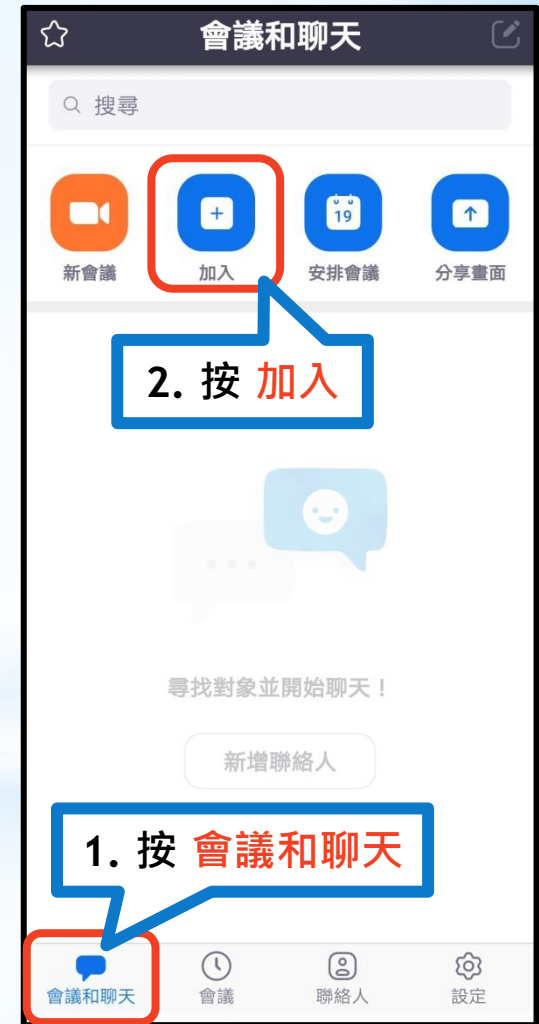 會議和聊天
搜尋
19
新會議 加入 安排會議 分享畫面
2. 按 加入
尋找對象並開始聊天！
新增聯絡人
1. 按 會議和聊天
會議和聊天 會議 聯絡人 設定